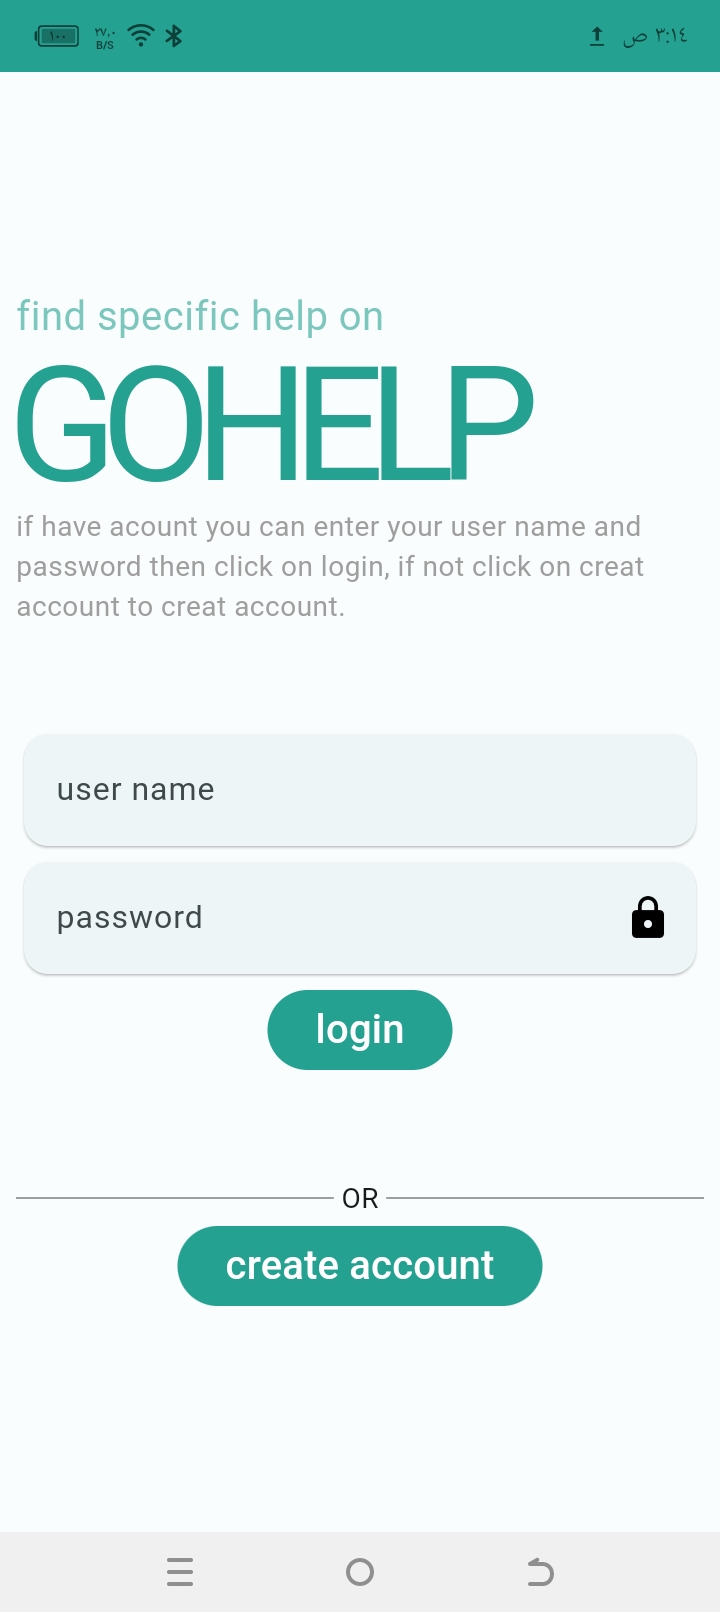 ١٠٠
٢٧,٠
B/S
٣:١٤ ص
find specific help on
GOHELP
if have acount you can enter your user name and
password then click on login, if not click on creat
account to creat account.
user name
password
login
OR
create account